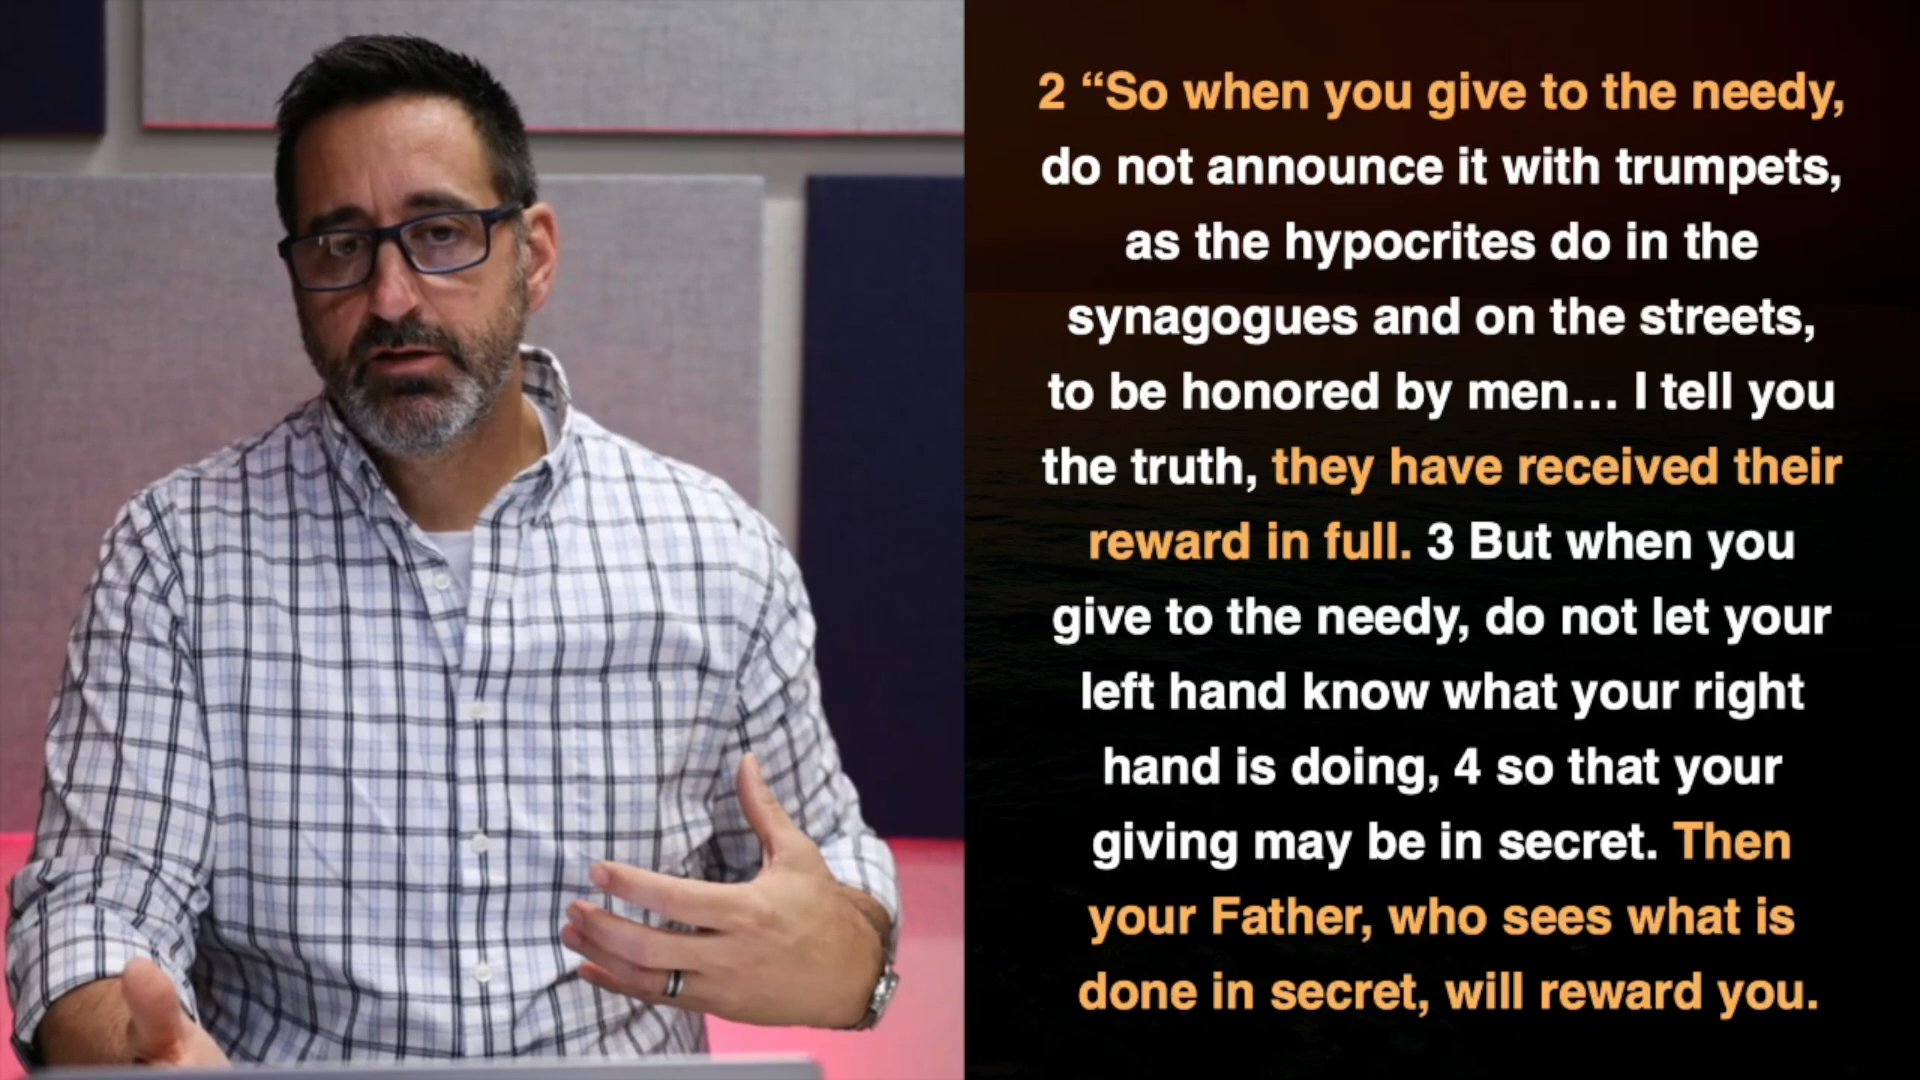 2 “So when you give to the needy,
do not announce it with trumpets,
as the hypocrites do in the
synagogues and on the streets,
to be honored by men… I tell you
the truth, they have received their
reward in full. 3 But when you
give to the needy, do not let your
left hand know what your right
hand is doing, 4 so that your
giving may be in secret. Then
your Father, who sees what is
done in secret, will reward you.